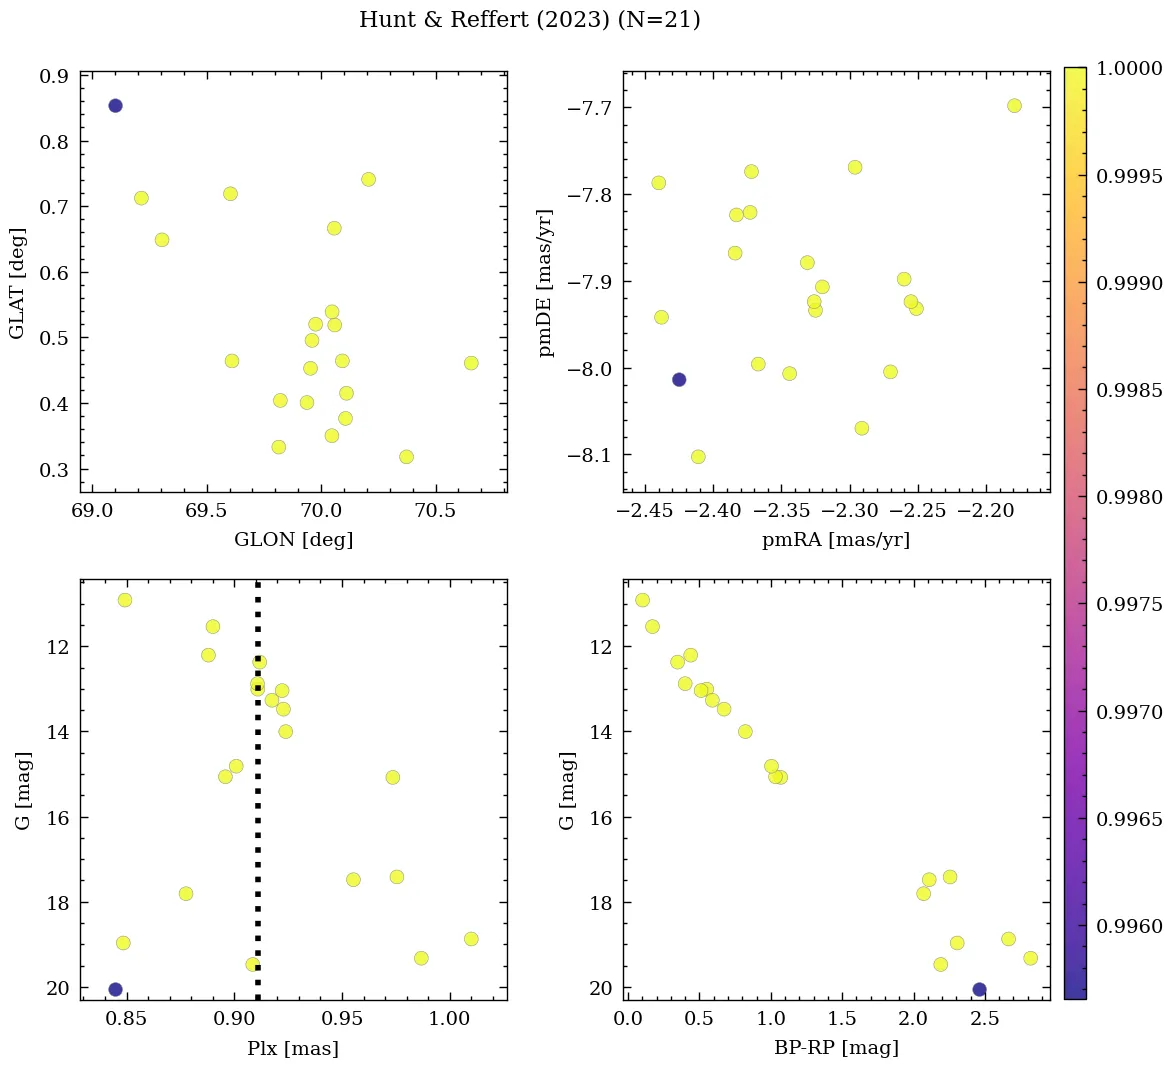 Hunt & Reffert (2023) (N=21)
0.9
0.8
0.7
0.6
0.5
0.4
0.3
GLAT [deg]
69.0 69.5 70.0 70.5
GLON [deg]
−7.7
−7.8
−7.9
−8.0
−8.1
pmDE [mas/yr]
−2.45 −2.40 −2.35 −2.30 −2.25 −2.20
pmRA [mas/yr]
12
14
16
18
20
G [mag]
0.85 0.90 0.95 1.00
Plx [mas]
12
14
16
18
20
G [mag]
0.0 0.5 1.0 1.5 2.0 2.5
BP-RP [mag]
1.0000
0.9995
0.9990
0.9985
0.9980
0.9975
0.9970
0.9965
0.9960